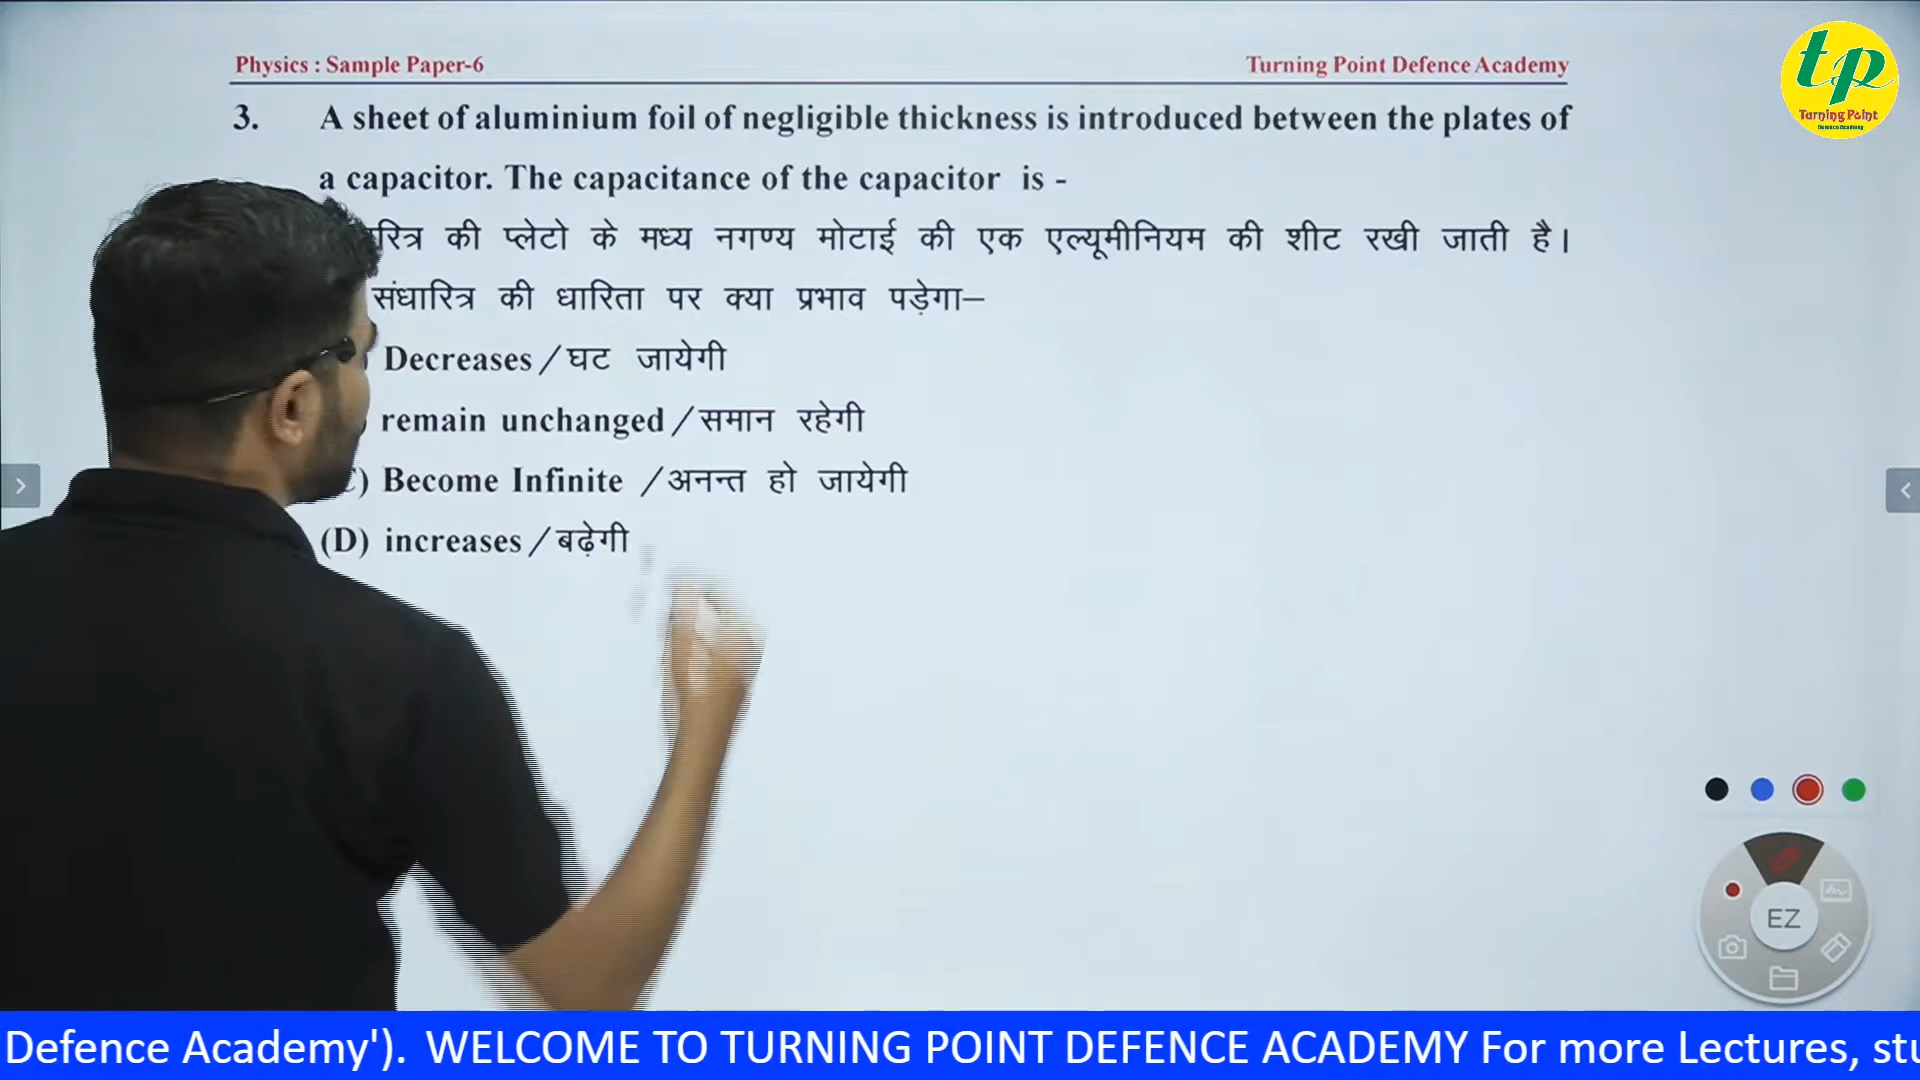 Physics : Sample Paper-6
Turning Point Defence Academy
tp
Turning Point
Defence Academy
3. A sheet of aluminium foil of negligible thickness is introduced between the plates of
a capacitor. The capacitance of the capacitor is -
की प्लेटो के मध्य नगण्य मोटाई की एक एल्यूमीनियम की शीट रखी जाती है।
संधारित्र की धारिता पर क्या प्रभाव पड़ेगा–
Decreases / घट जायेगी
remain unchanged / समान रहेगी
) Become Infinite / अनन्त हो जायेगी
(D) increases / बढ़ेगी
EZ
Defence Academy'). WELCOME TO TURNING POINT DEFENCE ACADEMY For more Lectures,